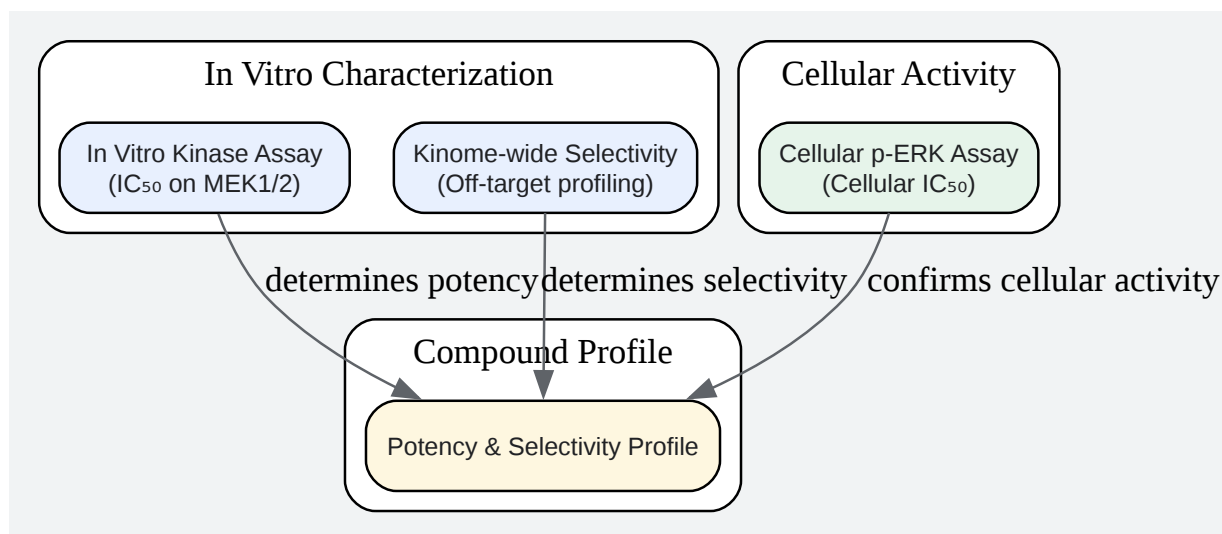 In Vitro Characterization
Cellular Activity
In Vitro Kinase Assay
(IC₅₀ on MEK1/2)
Kinome-wide Selectivity
(Off-target profiling)
Cellular p-ERK Assay
(Cellular IC₅₀)
determines potency
determines selectivity
confirms cellular activity
Compound Profile
Potency & Selectivity Profile